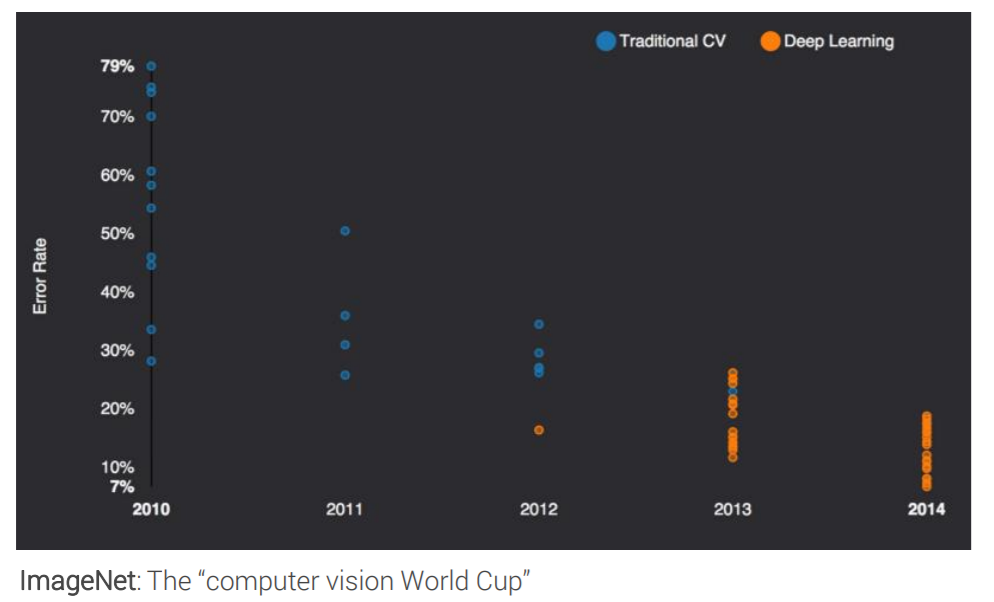 Traditional CV Deep Learning
79%
70%
60%
50%
40%
30%
20%
10%
7%
Error Rate
2010 2011 2012 2013 2014
ImageNet: The “computer vision World Cup”